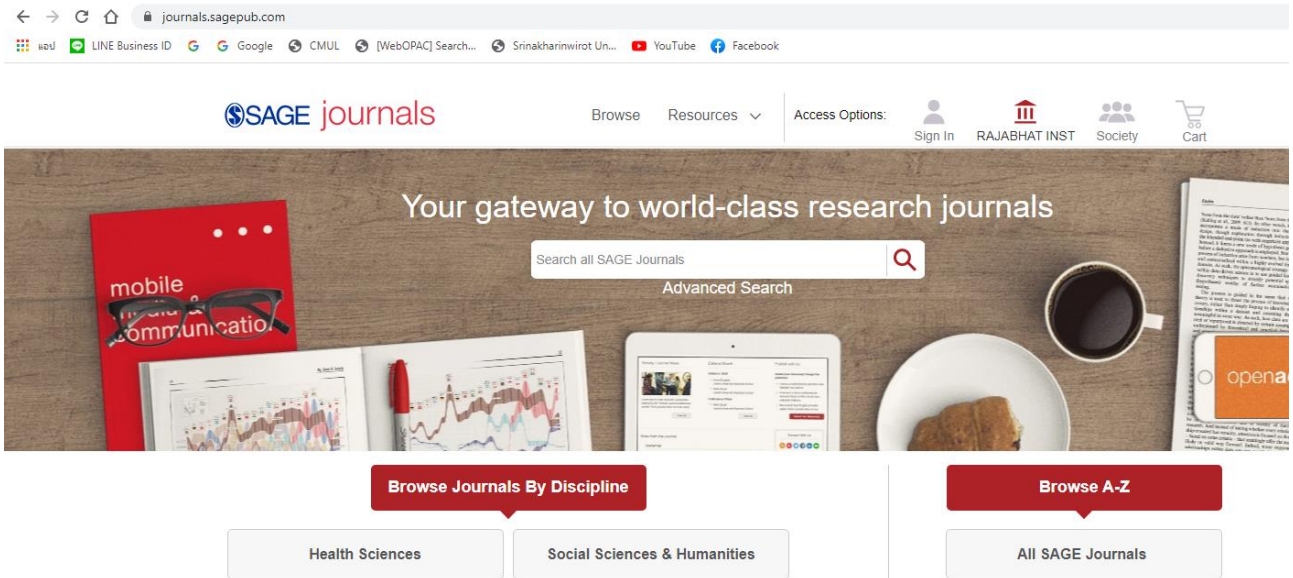 journals.sagepub.com
แอป LINE Business ID Google CMUL [WebOPAC] Search... Srinakharinwirot Un... YouTube Facebook
SAGE journals
Browse Resources Access Options: Sign In RAJABHAT INST Society Cart
Your gateway to world-class research journals
Search all SAGE Journals
Advanced Search
mobile
media &
communicatio
opena
Browse Journals By Discipline
Browse A-Z
Health Sciences
Social Sciences & Humanities
All SAGE Journals